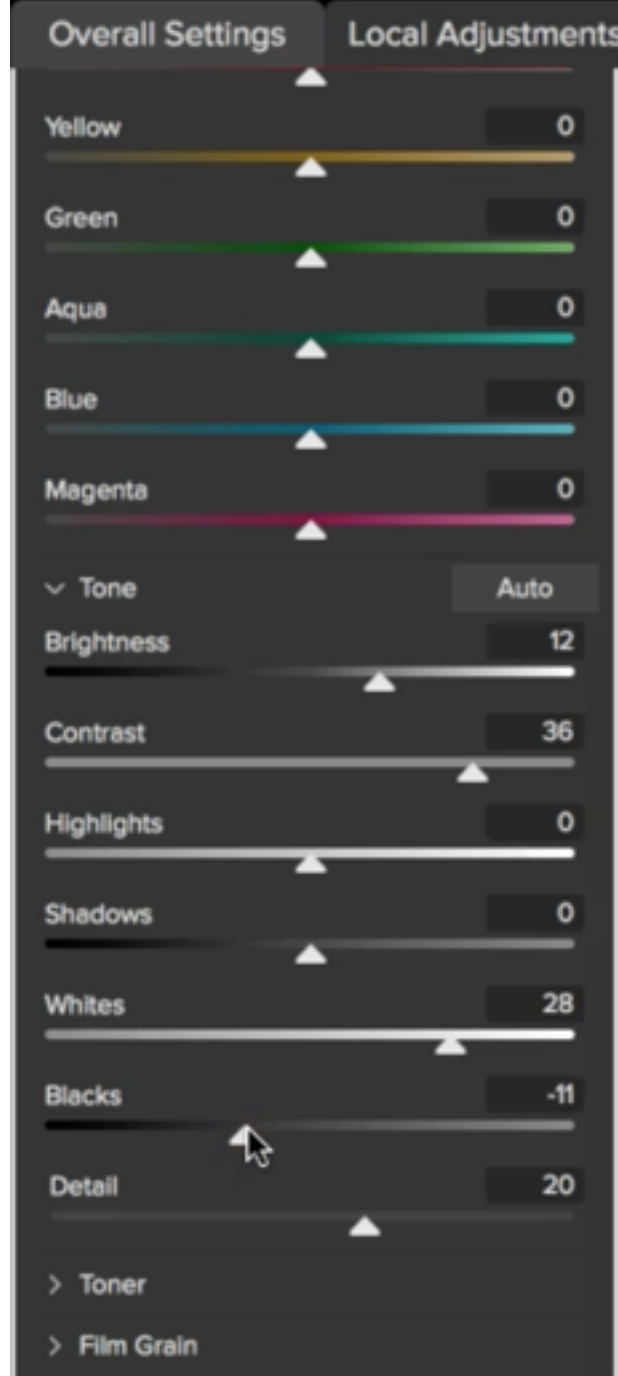 Overall Settings Local Adjustments
Yellow 0
Green 0
Aqua 0
Blue 0
Magenta 0
Tone Auto
Brightness 12
Contrast 36
Highlights 0
Shadows 0
Whites 28
Blacks -11
Detail 20
Toner
Film Grain